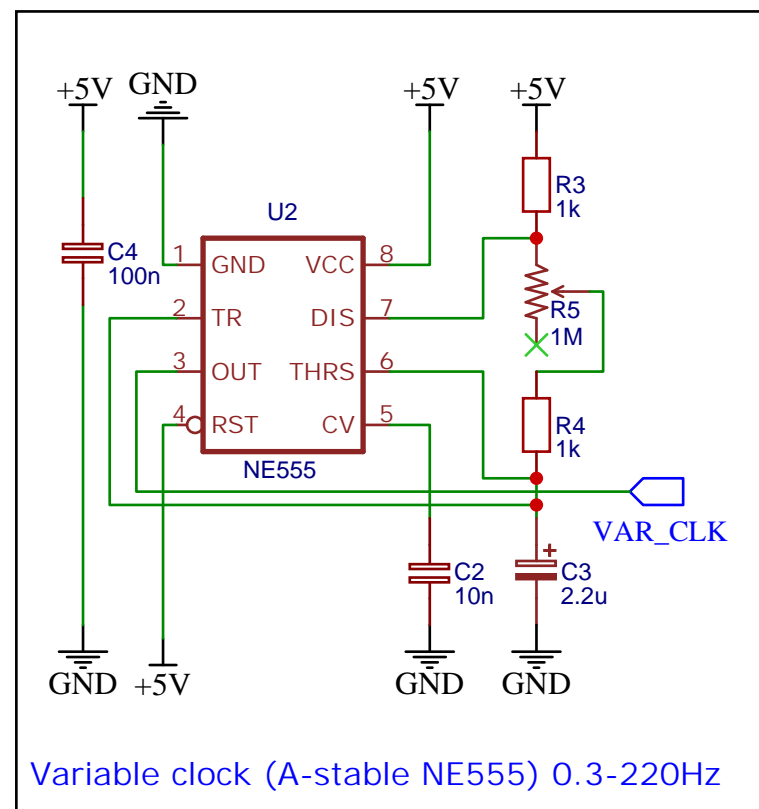 +5V
GND
+5V
+5V
R3
1k
U2
C4
100n
1
GND
VCC
8
2
TR
DIS
7
R5
1M
3
OUT
THRS
6
4
RST
CV
5
R4
1k
NE555
VAR_CLK
C2
10n
+
C3
2.2u
GND
+5V
GND
GND
Variable clock (A-stable NE555) 0.3-220Hz